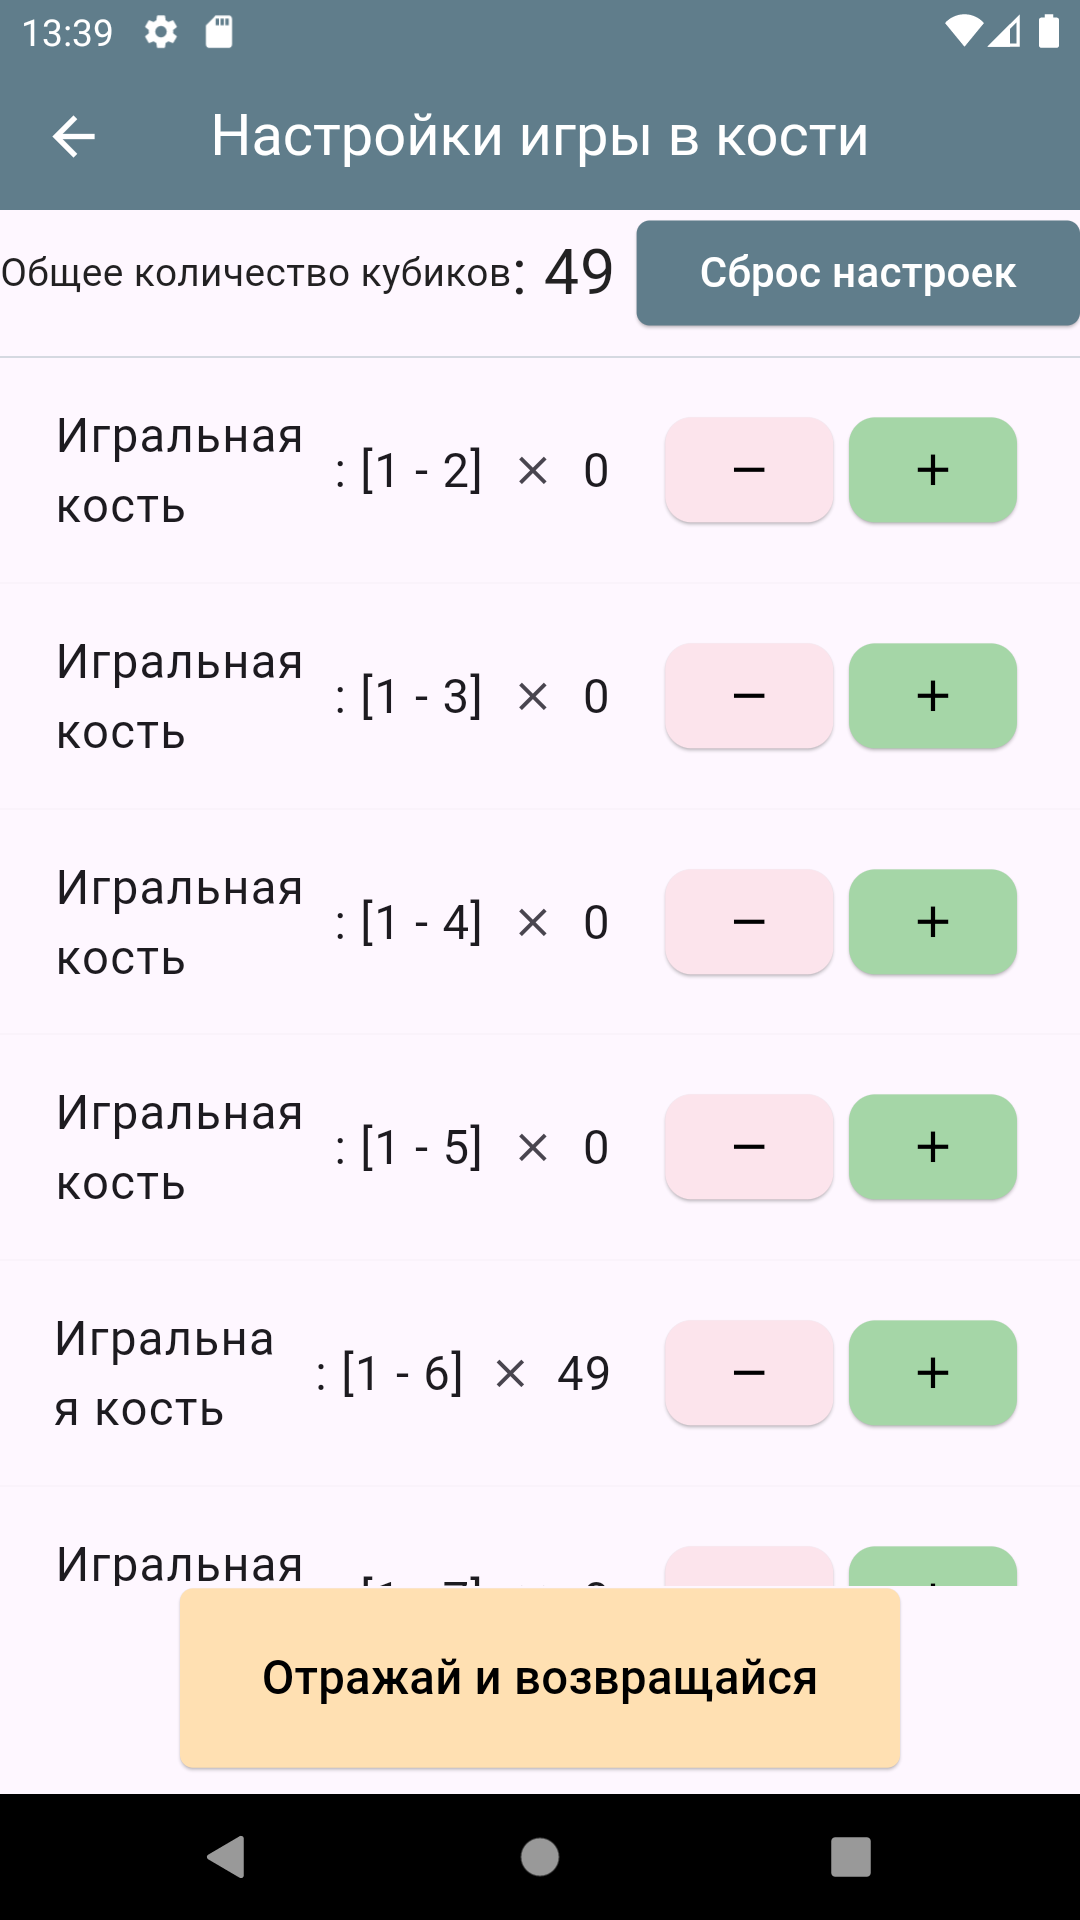 13:39
Настройки игры в кости
Общее количество кубиков: 49
Сброс настроек
Игральная
кость
: [1 - 2] × 0
− +
Игральная
кость
: [1 - 3] × 0
− +
Игральная
кость
: [1 - 4] × 0
− +
Игральная
кость
: [1 - 5] × 0
− +
Игральна
я кость
: [1 - 6] × 49
− +
Игральная
Отражай и возвращайся